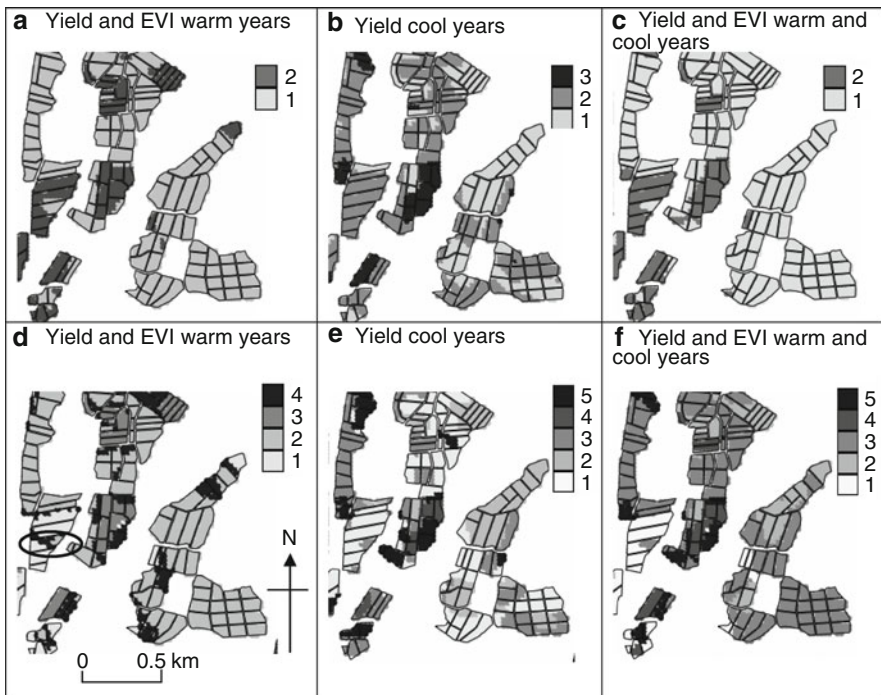 a Yield and EVI warm years
2
1
b Yield cool years
3
2
1
c Yield and EVI warm and
cool years
2
1
d Yield and EVI warm years
4
3
2
1
N
0 0.5 km
e Yield cool years
5
4
3
2
1
f Yield and EVI warm and
cool years
5
4
3
2
1